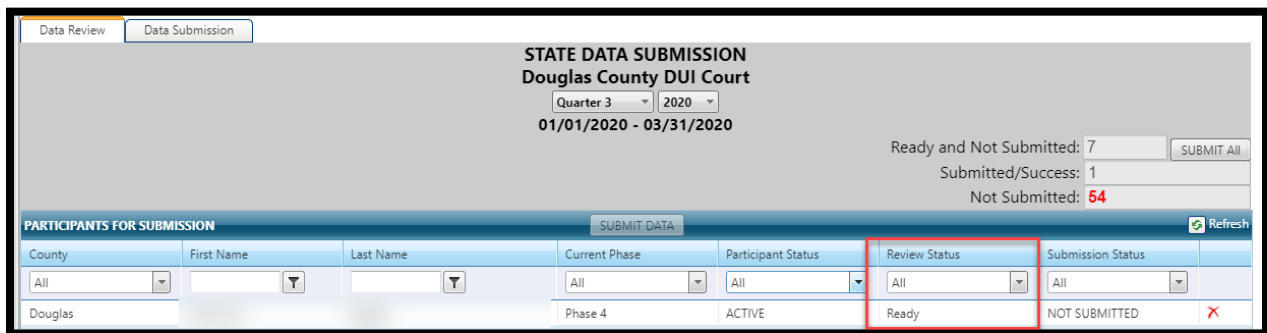 Data Review Data Submission
STATE DATA SUBMISSION
Douglas County DUI Court
Quarter 3 2020
01/01/2020 - 03/31/2020
Ready and Not Submitted: 7 SUBMIT All
Submitted/Success: 1
Not Submitted: 54
PARTICIPANTS FOR SUBMISSION SUBMIT DATA Refresh
County First Name Last Name Current Phase Participant Status Review Status Submission Status
All All All All All
Douglas Phase 4 ACTIVE Ready NOT SUBMITTED